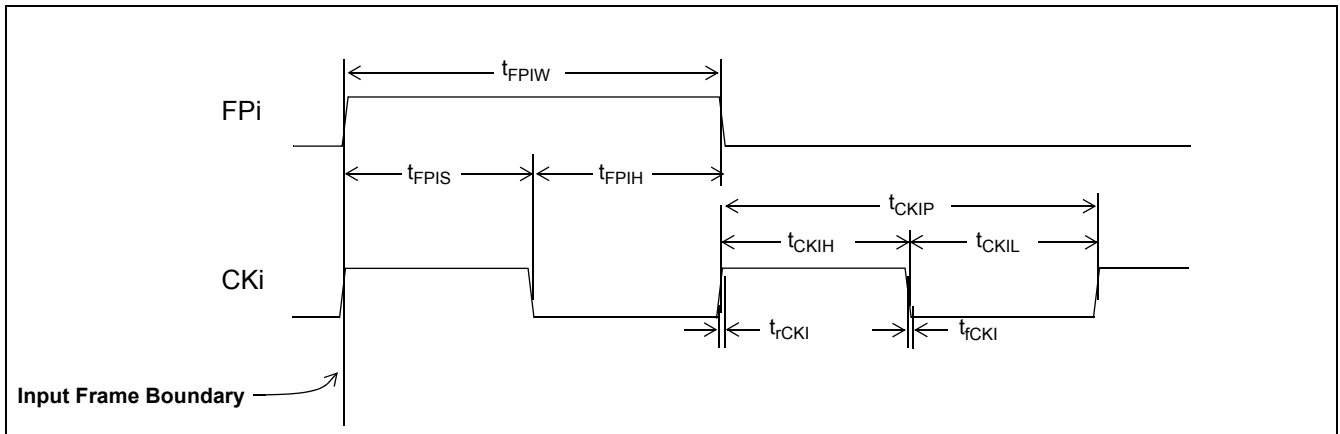 tFPIW
FPi
tFPIS
tFPIH
tCKIP
tCKIH
tCKIL
CKi
trCKI
tfCKI
Input Frame Boundary